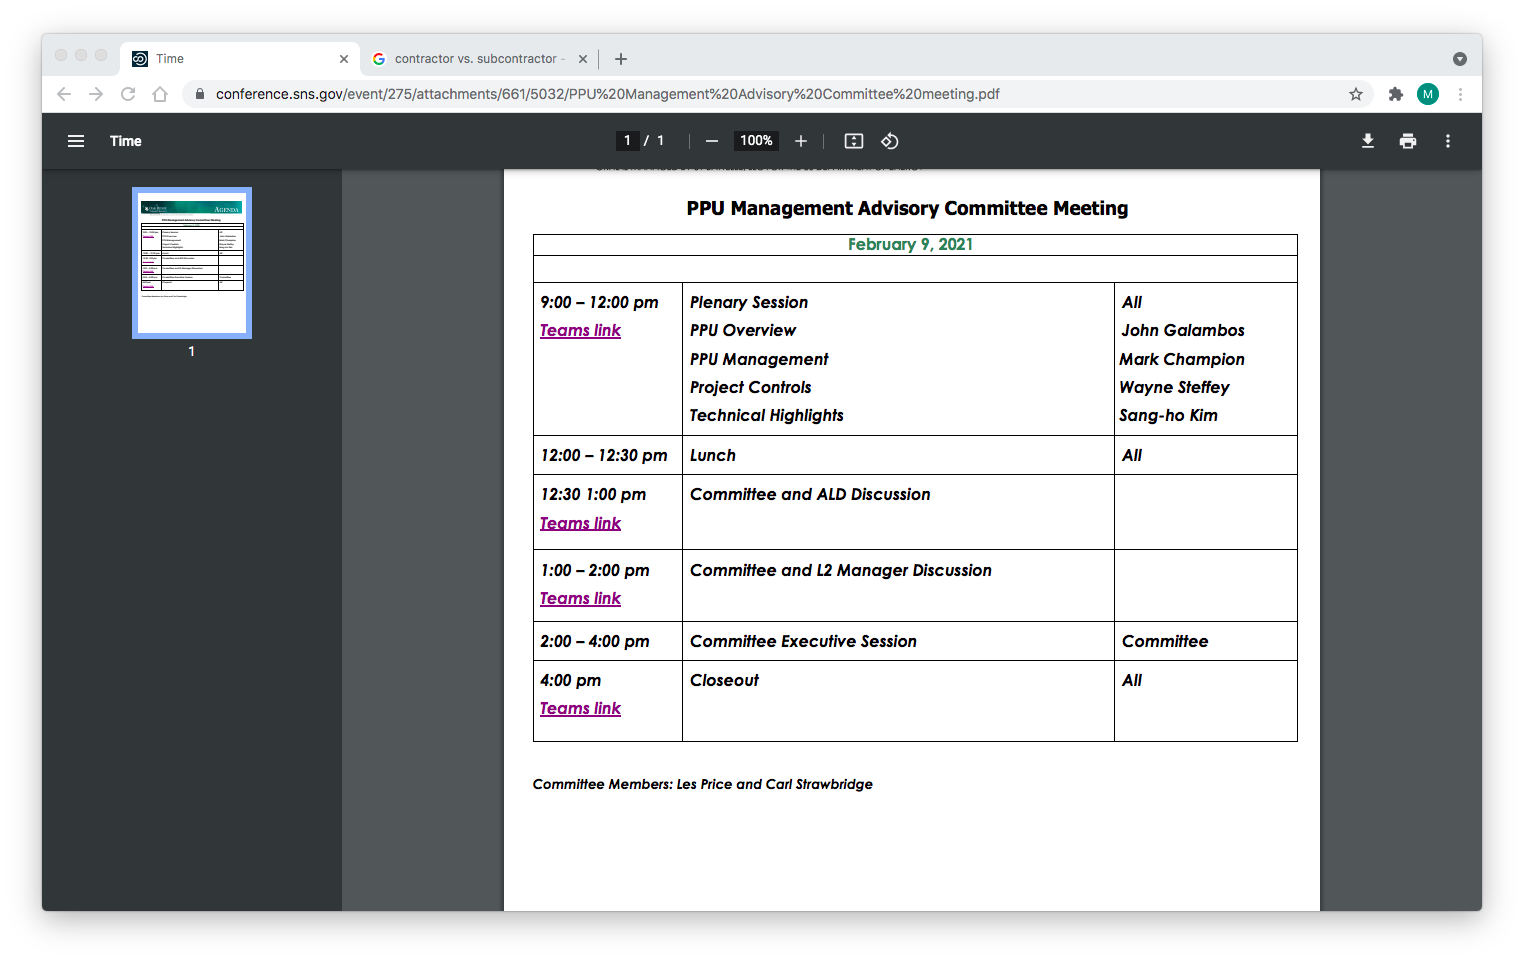 Time
contractor vs. subcontractor -
conference.sns.gov/event/275/attachments/661/5032/PPU%20Management%20Advisory%20Committee%20meeting.pdf
M
Time
1 / 1
100%
AGENDA
1
PPU Management Advisory Committee Meeting
February 9, 2021
9:00 – 12:00 pm Plenary Session All
Teams link PPU Overview John Galambos
PPU Management Mark Champion
Project Controls Wayne Steffey
Technical Highlights Sang-ho Kim
12:00 – 12:30 pm Lunch All
12:30 1:00 pm Committee and ALD Discussion
Teams link
1:00 – 2:00 pm Committee and L2 Manager Discussion
Teams link
2:00 – 4:00 pm Committee Executive Session Committee
4:00 pm Closeout All
Teams link
Committee Members: Les Price and Carl Strawbridge